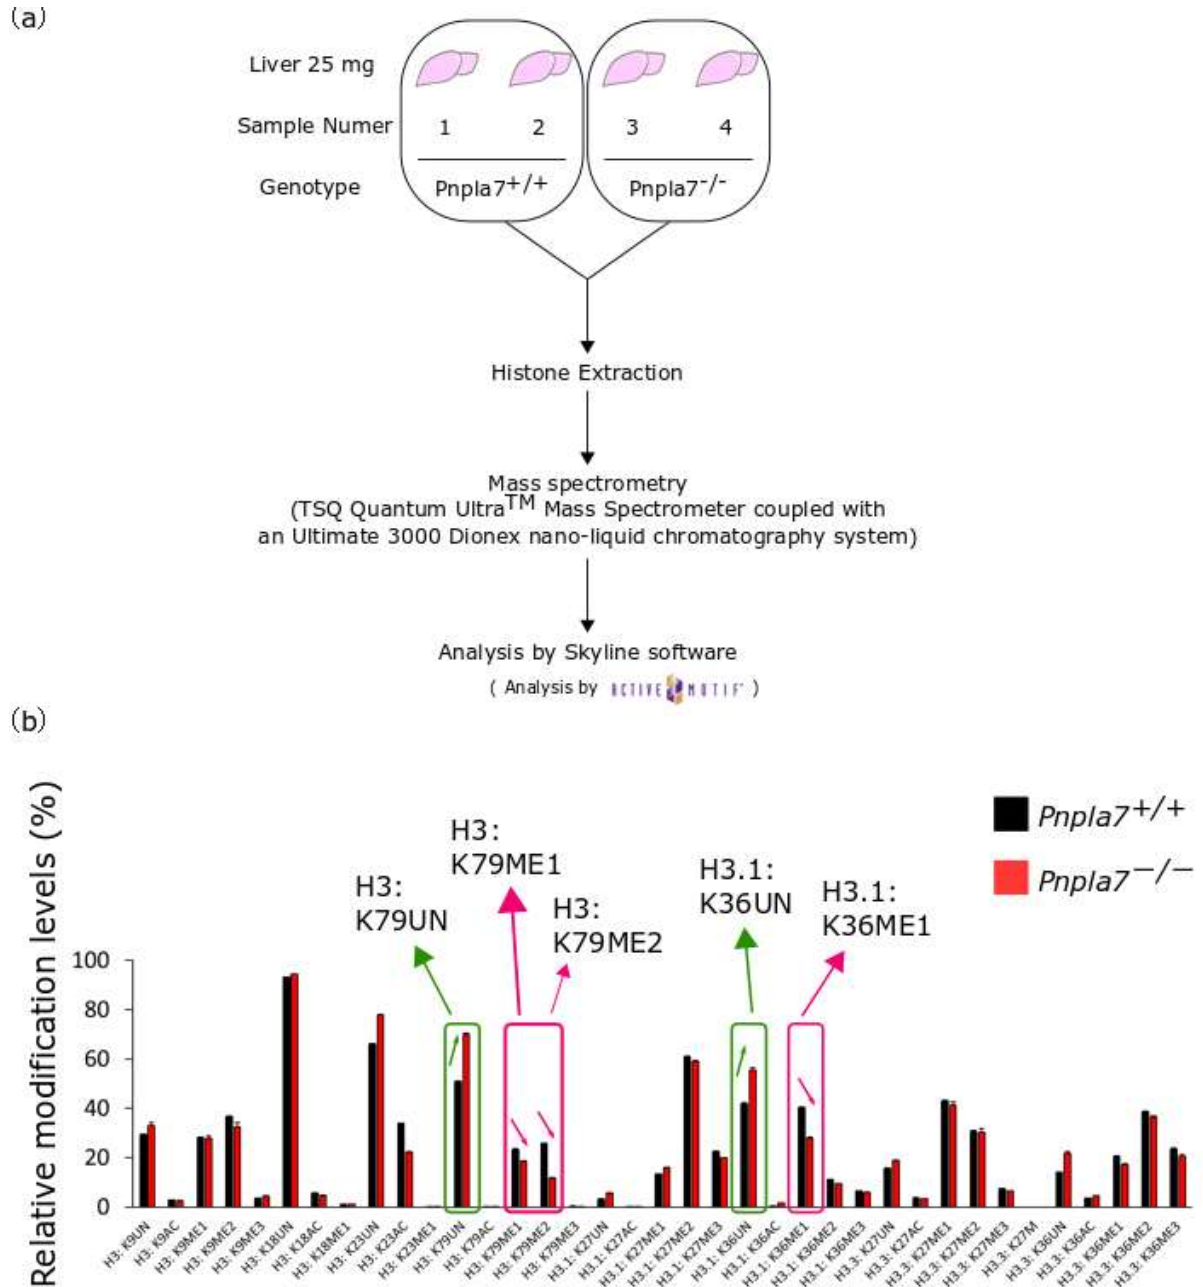 (a)
Liver 25 mg
Sample Numer 1 2 3 4
Genotype Pnpla7+/+ Pnpla7-/-
Histone Extraction
Mass spectrometry
(TSQ Quantum Ultra™ Mass Spectrometer coupled with
an Ultimate 3000 Dionex nano-liquid chromatography system)
Analysis by Skyline software
( Analysis by ACTIVE MOTIF )
(b)
Relative modification levels (%)
Pnpla7+/+
Pnpla7−/−
H3:
K79UN
H3:
K79ME1
H3:
K79ME2
H3.1:
K36UN
H3.1:
K36ME1
100
80
60
40
20
0
H3: K9UN
H3: K9AC
H3: K9ME1
H3: K9ME2
H3: K9ME3
H3: K18UN
H3: K18AC
H3: K18ME1
H3: K23UN
H3: K23AC
H3: K23ME1
H3: K79UN
H3: K79AC
H3: K79ME1
H3: K79ME2
H3: K79ME3
H3.1: K27UN
H3.1: K27AC
H3.1: K27ME1
H3.1: K27ME2
H3.1: K27ME3
H3.1: K36UN
H3.1: K36AC
H3.1: K36ME1
H3.1: K36ME2
H3.1: K36ME3
H3.3: K27UN
H3.3: K27AC
H3.3: K27ME1
H3.3: K27ME2
H3.3: K27ME3
H3.3: K27M
H3.3: K36UN
H3.3: K36AC
H3.3: K36ME1
H3.3: K36ME2
H3.3: K36ME3